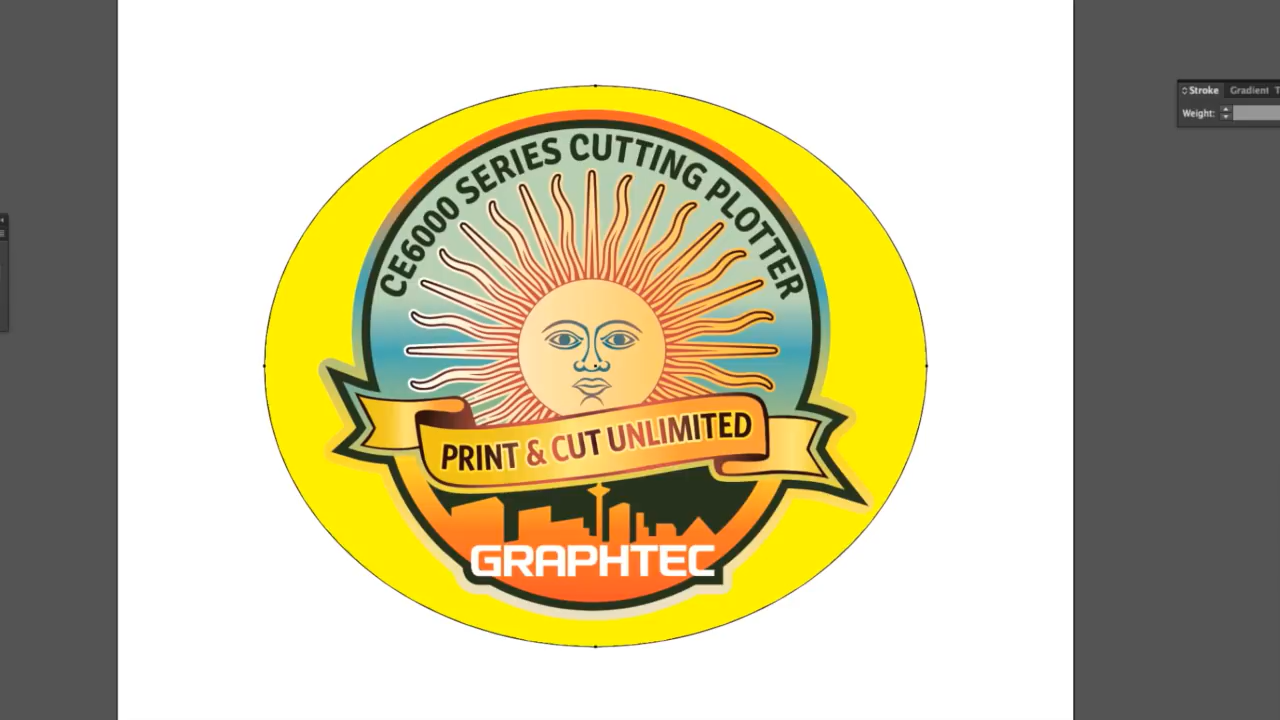 Stroke Gradient
Weight:
CE6000 SERIES CUTTING PLOTTER
PRINT & CUT UNLIMITED
GRAPHTEC